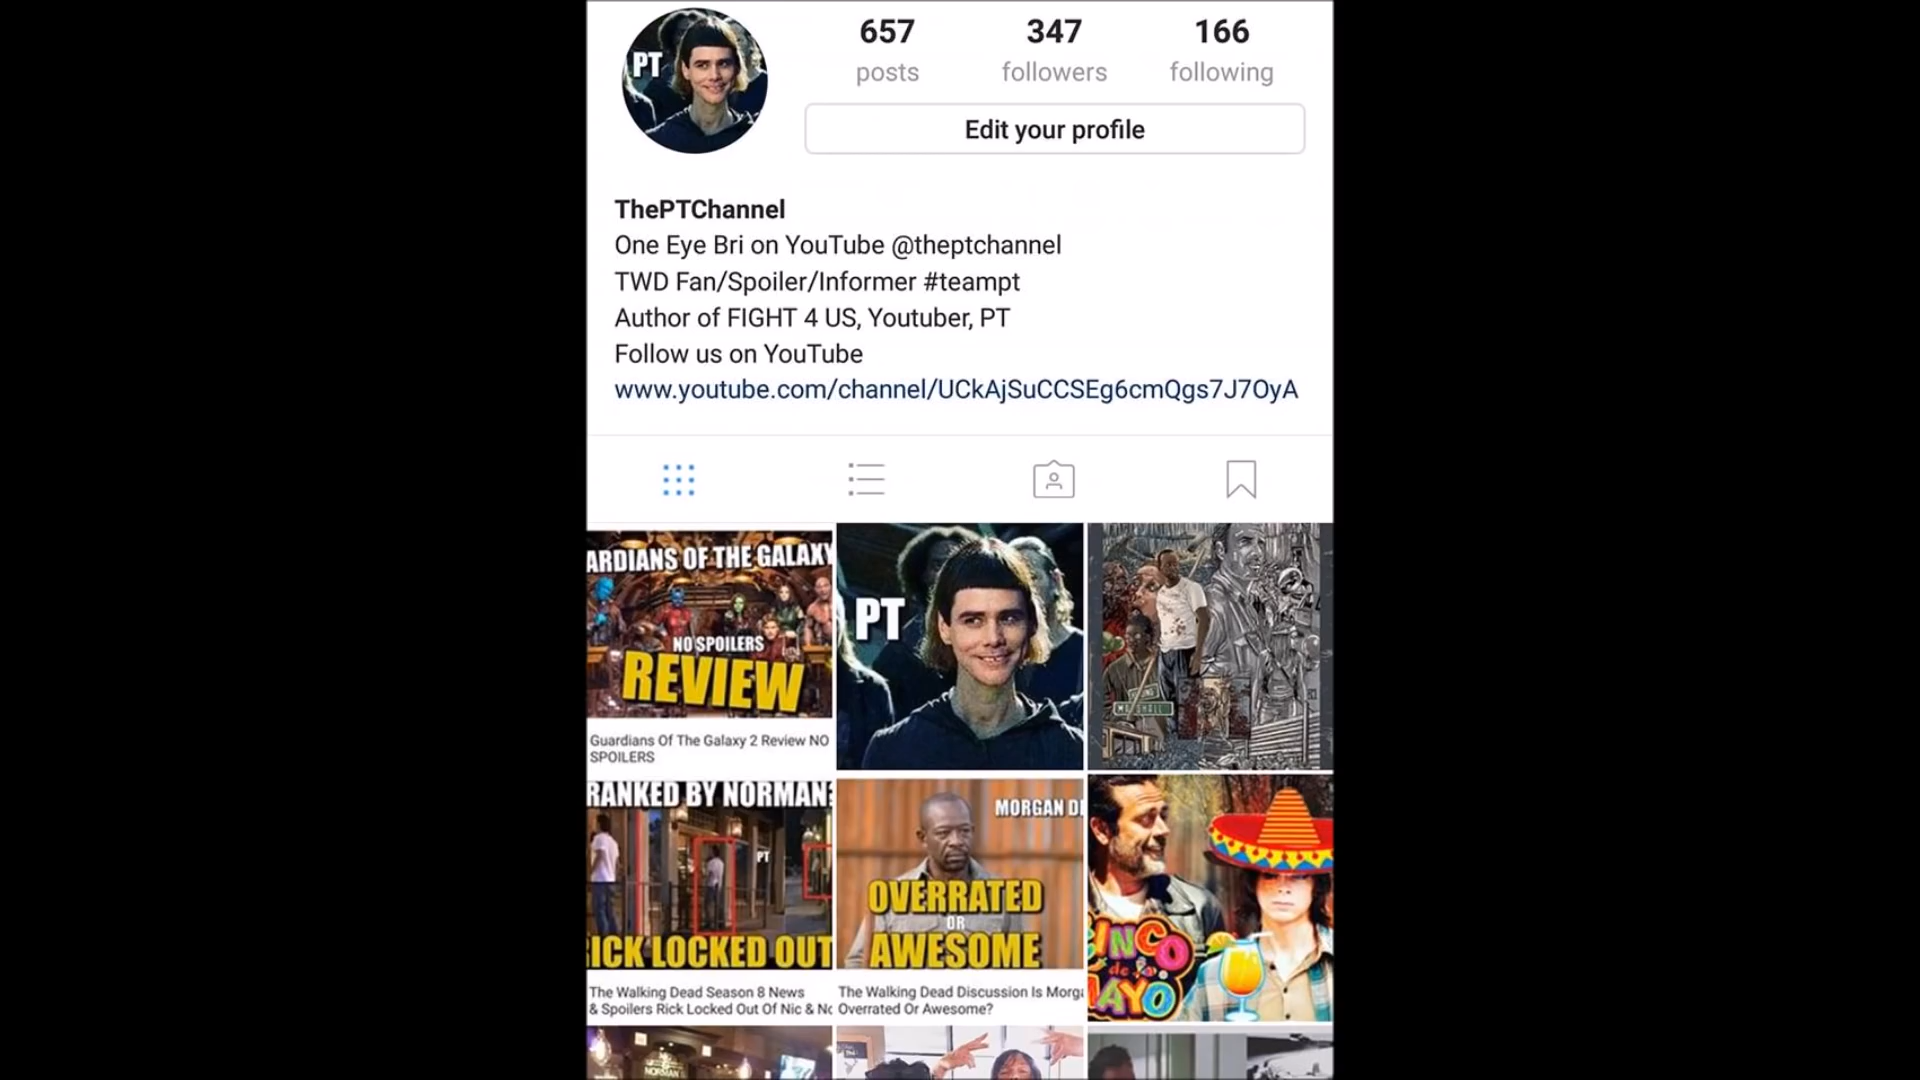 PT
657 347 166
posts followers following
Edit your profile
ThePTChannel
One Eye Bri on YouTube @theptchannel
TWD Fan/Spoiler/Informer #teampt
Author of FIGHT 4 US, Youtuber, PT
Follow us on YouTube
www.youtube.com/channel/UCkAjSuCCSEg6cmQgs7J7OyA
ARDIANS OF THE GALAXY
NO SPOILERS
REVIEW
Guardians Of The Galaxy 2 Review NO
SPOILERS
PT
RANKED BY NORMAN
PT
ICK LOCKED OUT
The Walking Dead Season 8 News
& Spoilers Rick Locked Out Of Nic & No
MORGAN DE
OVERRATED
OR
AWESOME
The Walking Dead Discussion Is Morga
Overrated Or Awesome?
INCO
de
AYO
NORMAN